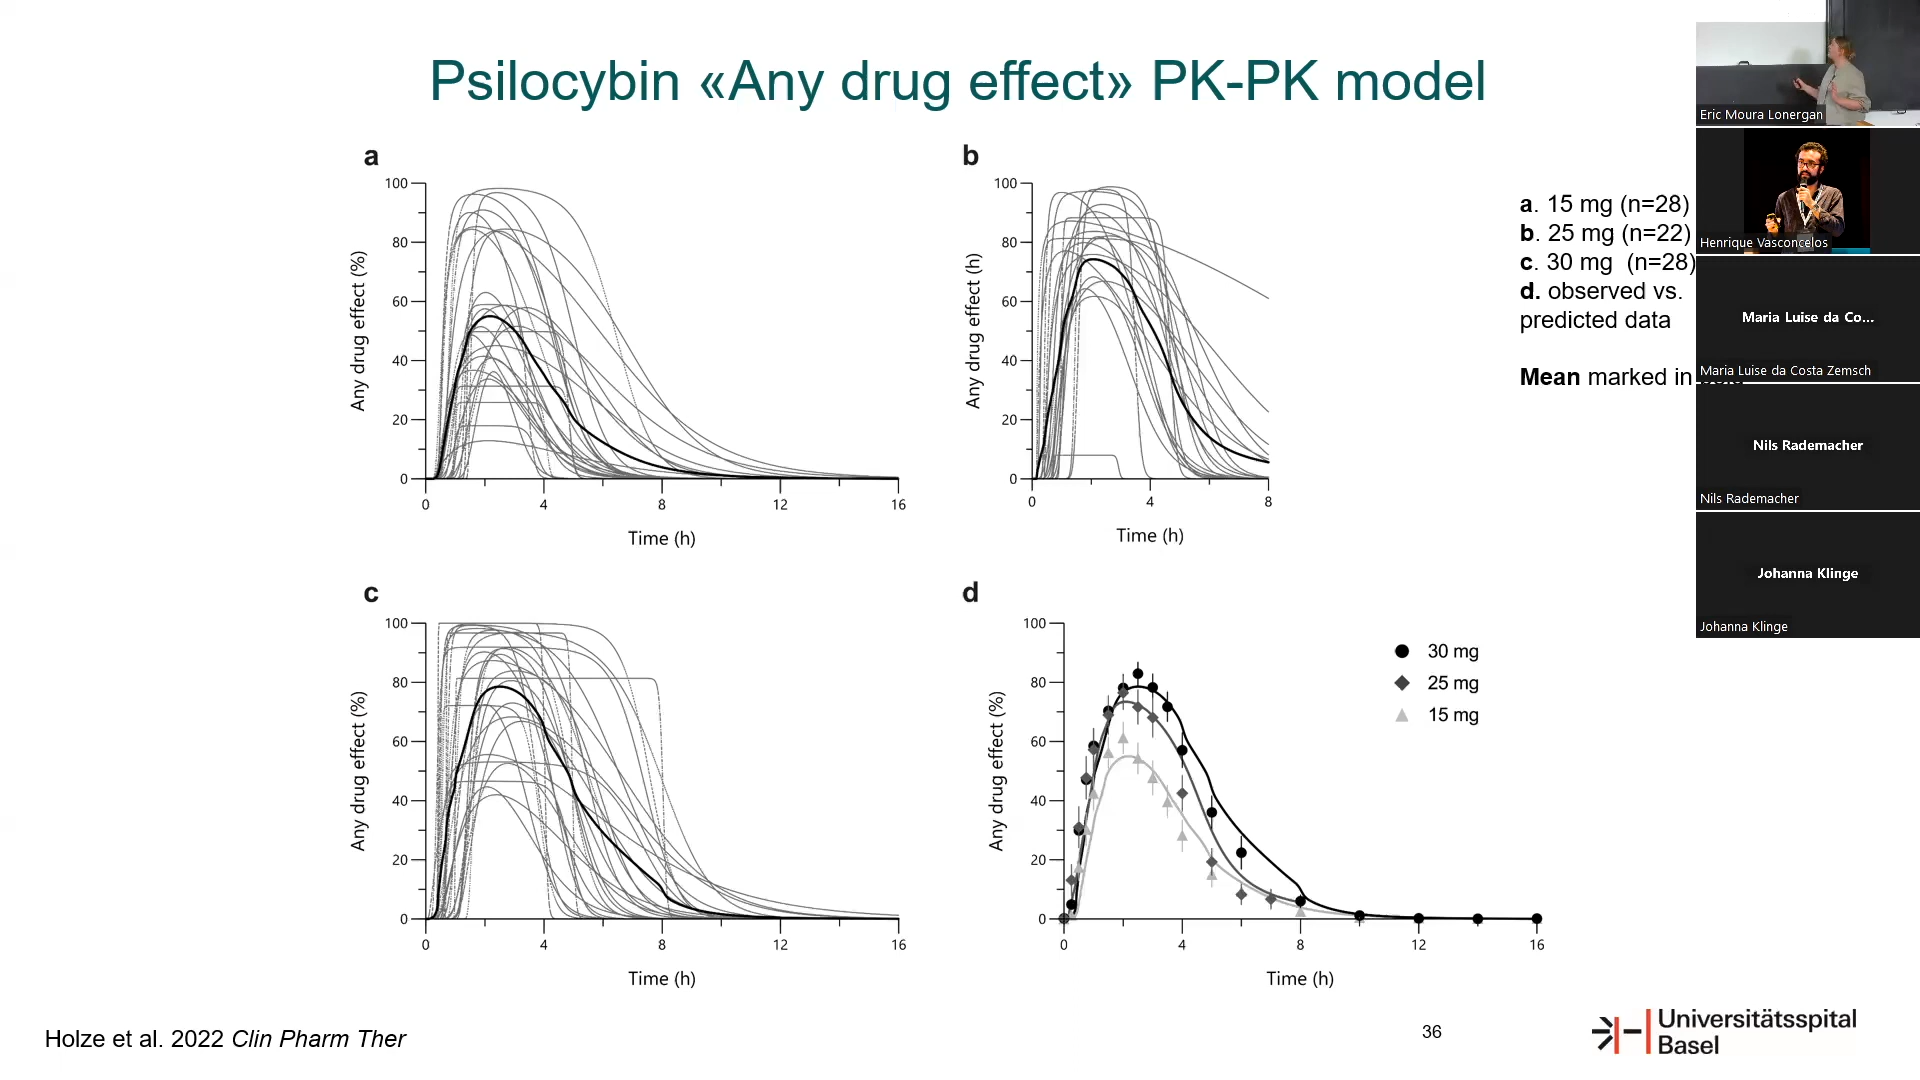 Psilocybin «Any drug effect» PK-PK model
a
100
80
60
40
20
0
Any drug effect (%)
0 4 8 12 16
Time (h)
b
100
80
60
40
20
0
Any drug effect (h)
0 4 8
Time (h)
a. 15 mg (n=28)
b. 25 mg (n=22)
c. 30 mg (n=28)
d. observed vs.
predicted data
Mean marked in
c
100
80
60
40
20
0
Any drug effect (%)
0 4 8 12 16
Time (h)
d
100
80
60
40
20
0
Any drug effect (%)
0 4 8 12 16
Time (h)
30 mg
25 mg
15 mg
Holze et al. 2022 Clin Pharm Ther
36
Universitätsspital
Basel
Eric Moura Lonergan
Henrique Vasconcelos
Maria Luise da Co...
Maria Luise da Costa Zemsch
Nils Rademacher
Nils Rademacher
Johanna Klinge
Johanna Klinge